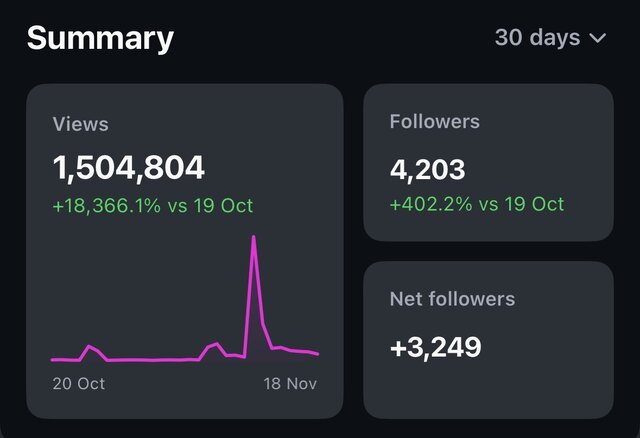 Summary
30 days
Views
1,504,804
+18,366.1% vs 19 Oct
20 Oct
18 Nov
Followers
4,203
+402.2% vs 19 Oct
Net followers
+3,249